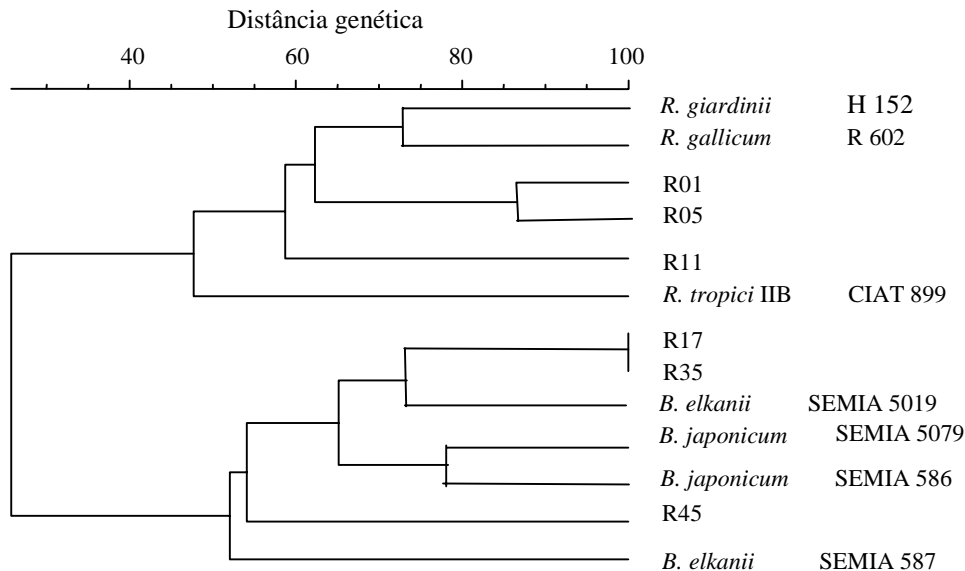 Distância genética
40 60 80 100
R. giardinii H 152
R. gallicum R 602
R01
R05
R11
R. tropici IIB CIAT 899
R17
R35
B. elkanii SEMIA 5019
B. japonicum SEMIA 5079
B. japonicum SEMIA 586
R45
B. elkanii SEMIA 587